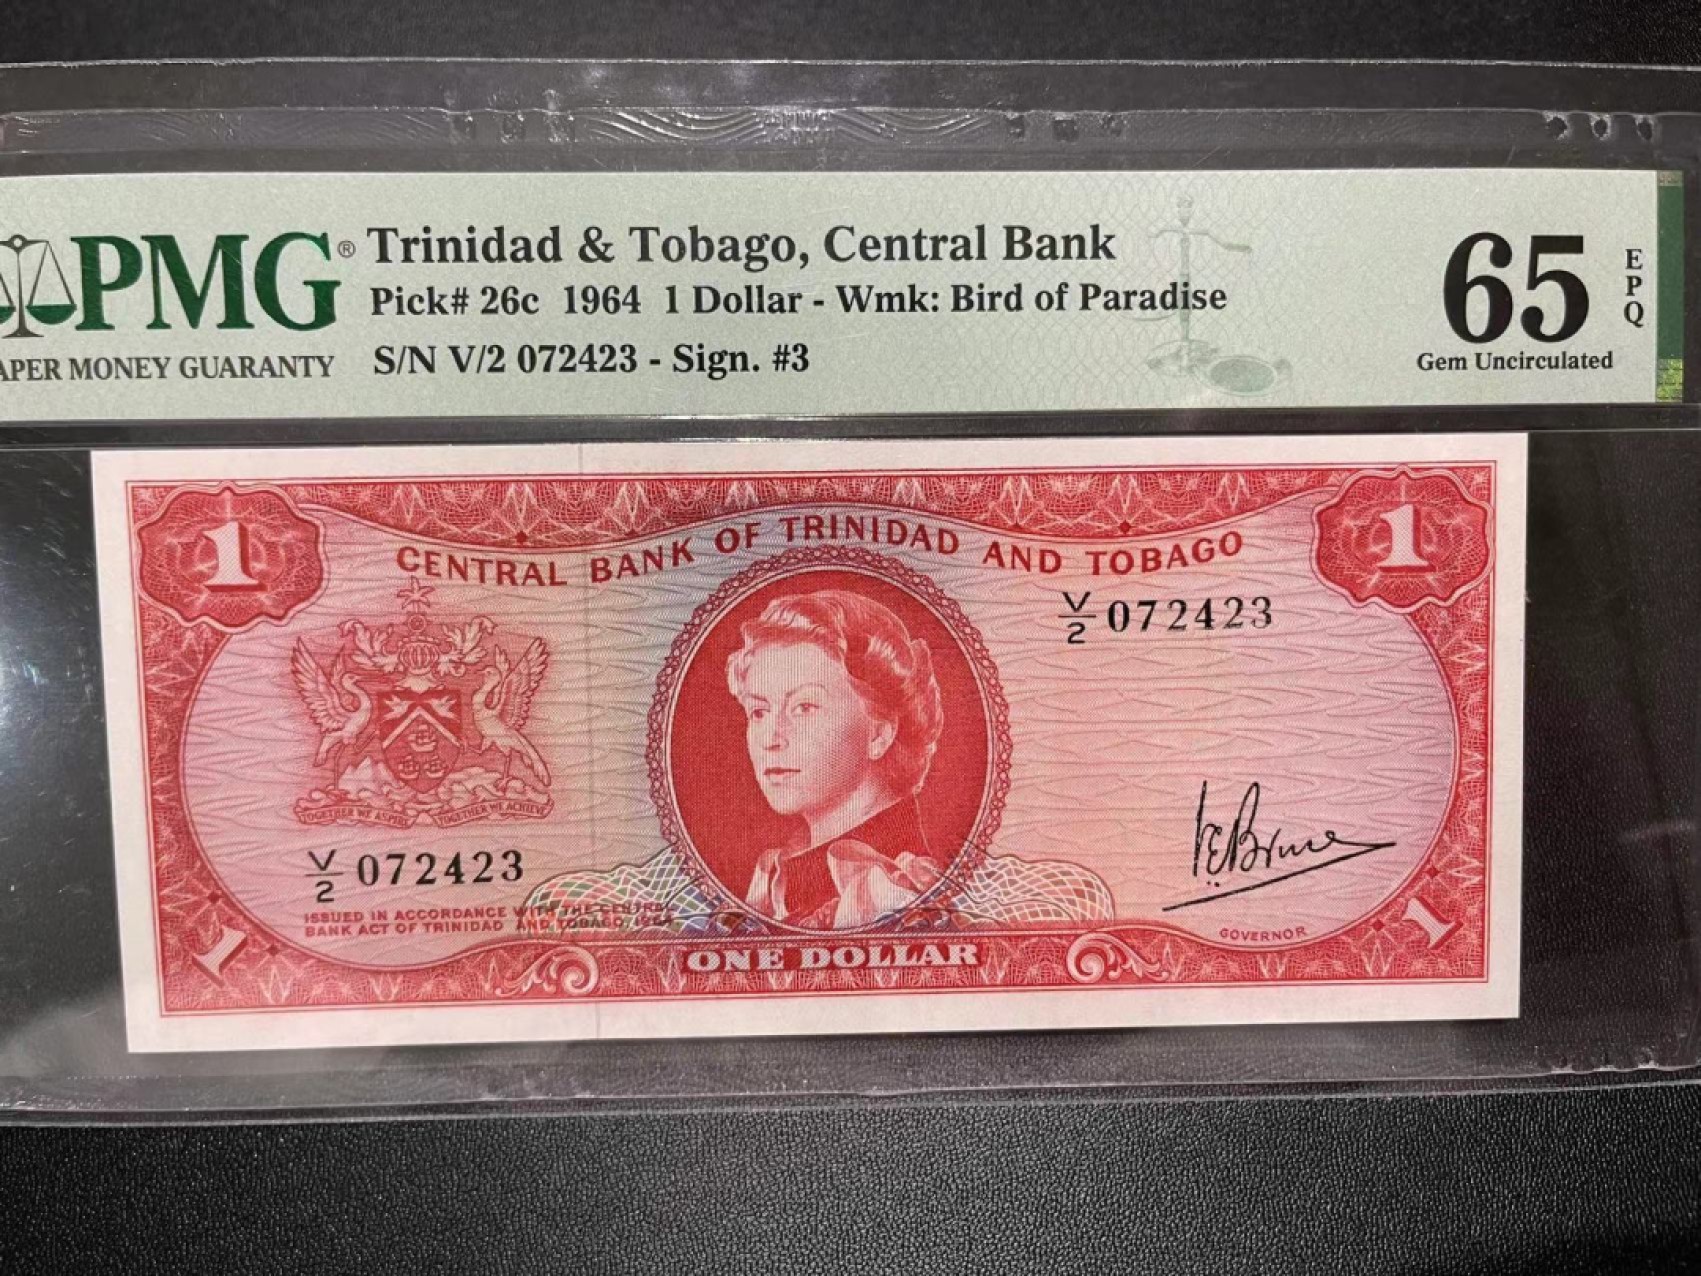 PMG®
APER MONEY GUARANTY
Trinidad & Tobago, Central Bank
Pick# 26c 1964 1 Dollar - Wmk: Bird of Paradise
S/N V/2 072423 - Sign. #3
65
EPQ
Gem Uncirculated
1
1
CENTRAL BANK OF TRINIDAD AND TOBAGO
V/2 072423
TOGETHER WE ASPIRE TOGETHER WE ACHIEVE
V/2 072423
VEBruce
ISSUED IN ACCORDANCE WITH THE CENTRAL
BANK ACT OF TRINIDAD AND TOBAGO, 1964
GOVERNOR
1
ONE DOLLAR
1